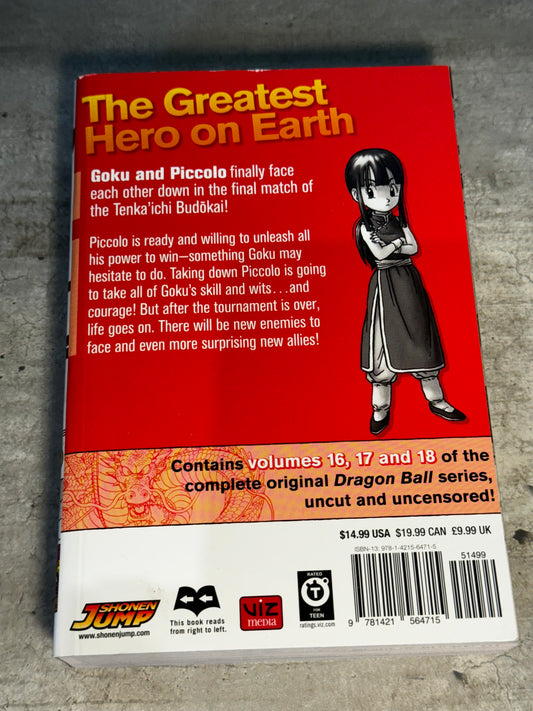 The Greatest
Hero on Earth
Goku and Piccolo finally face
each other down in the final match of
the Tenka'ichi Budōkai!
Piccolo is ready and willing to unleash all
his power to win—something Goku may
hesitate to do. Taking down Piccolo is going
to take all of Goku's skill and wits...and
courage! But after the tournament is over,
life goes on. There will be new enemies to
face and even more surprising new allies!
Contains volumes 16, 17 and 18 of the
complete original Dragon Ball series,
uncut and uncensored!
$14.99 USA $19.99 CAN £9.99 UK
ISBN-13: 978-1-4215-6471-5
51499
SHONEN
JUMP
www.shonenjump.com
This book reads
from right to left.
VIZ
MEDIA
RATED
T
FOR
TEEN
ratings.viz.com
9 781421 564715